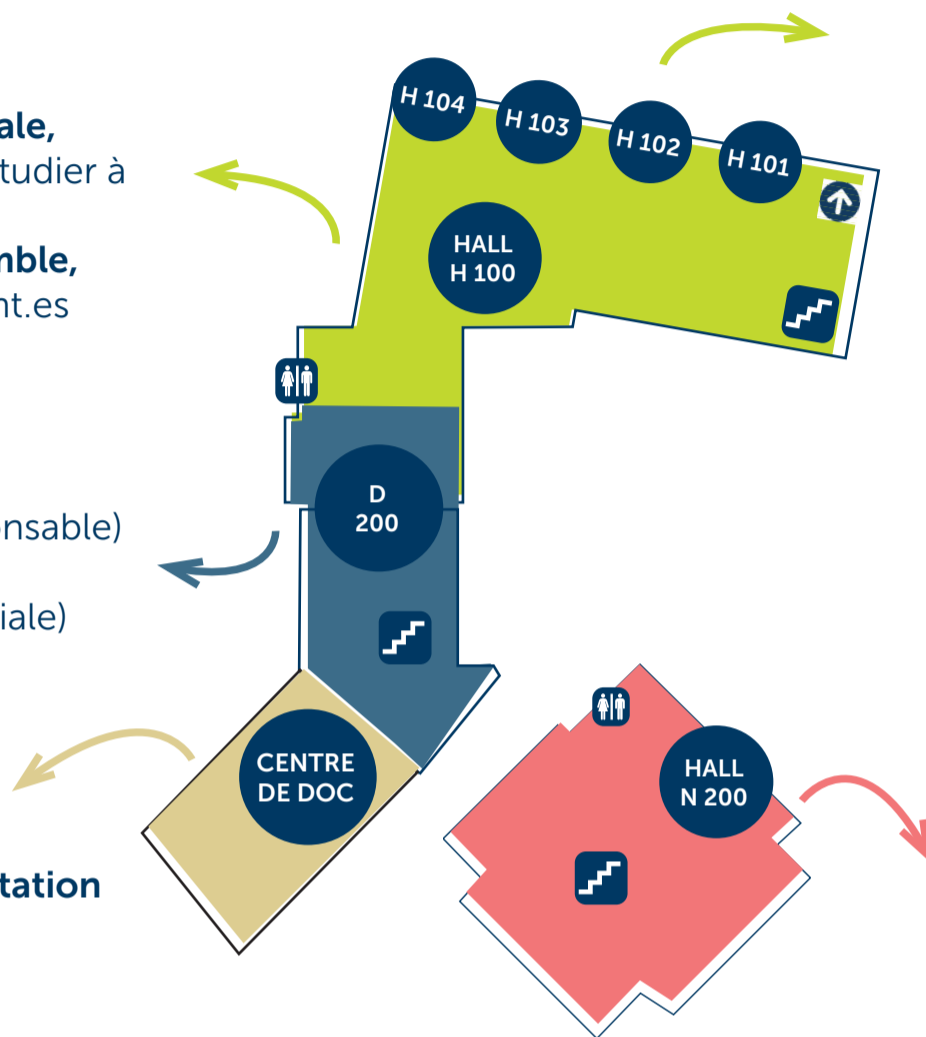 H 104
H 103
H 102
H 101
ale,
tudier à
HALL
H 100
mble,
nt.es
D
200
onsable)
iale)
CENTRE
DE DOC
HALL
N 200
tation